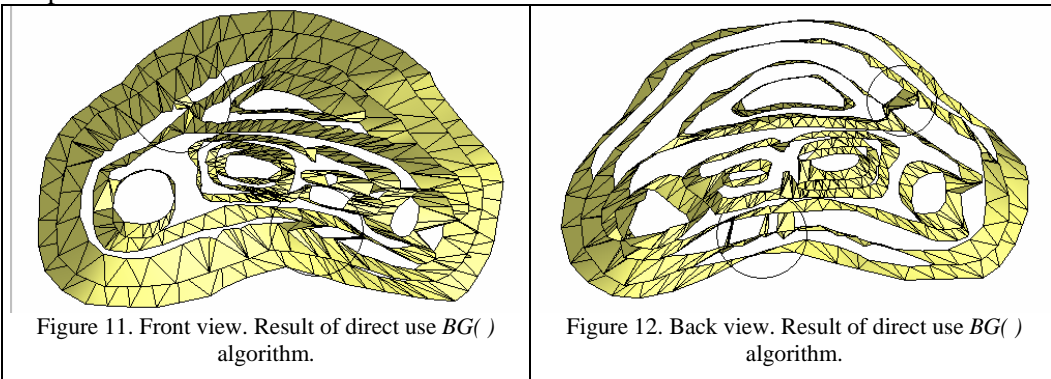 Figure 11. Front view. Result of direct use BG( )
algorithm.
Figure 12. Back view. Result of direct use BG( )
algorithm.